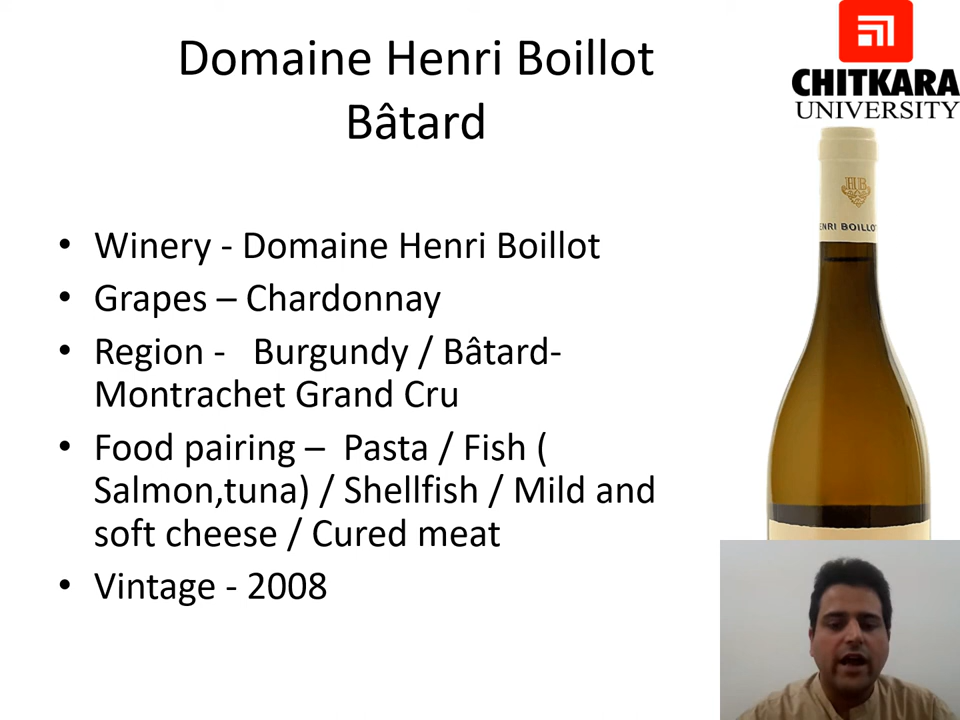 Domaine Henri Boillot
Bâtard
CHITKARA
UNIVERSITY
HB
ENRI BOILLO
• Winery - Domaine Henri Boillot
• Grapes – Chardonnay
• Region - Burgundy / Bâtard-
Montrachet Grand Cru
• Food pairing – Pasta / Fish (
Salmon,tuna) / Shellfish / Mild and
soft cheese / Cured meat
• Vintage - 2008